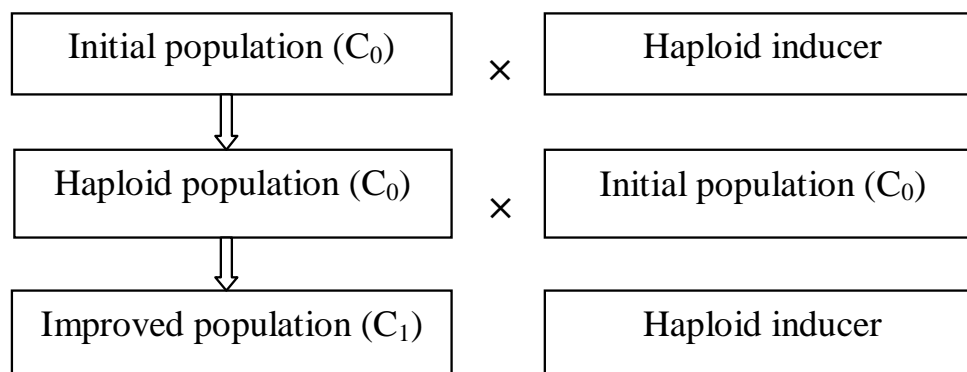 Initial population (C₀) × Haploid inducer
Haploid population (C₀) × Initial population (C₀)
Improved population (C₁) Haploid inducer